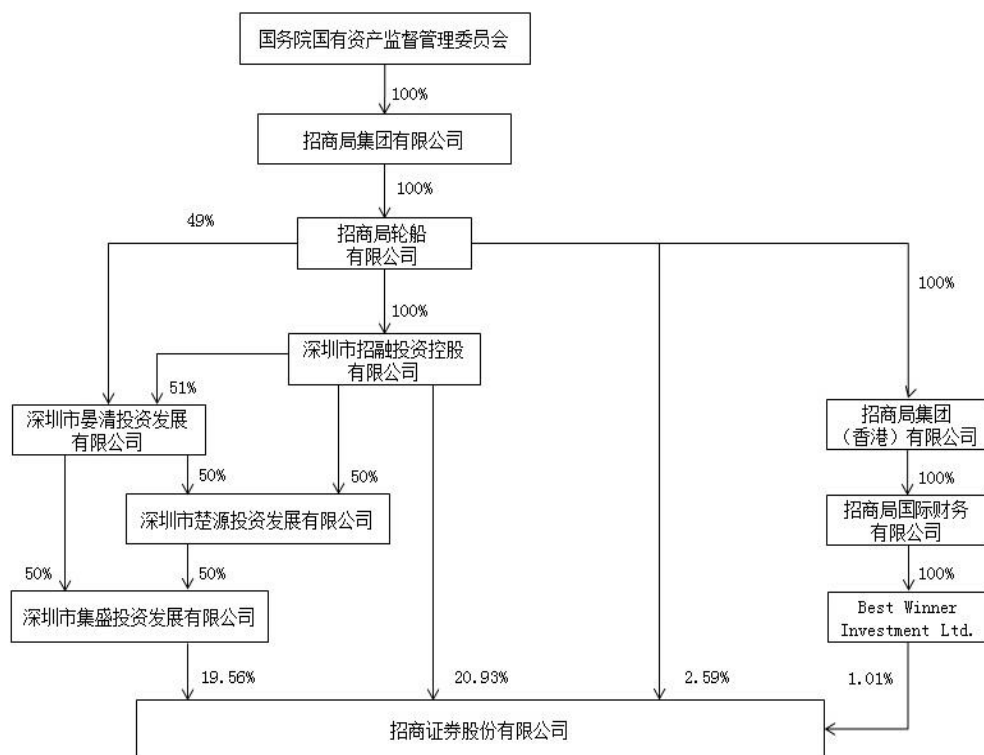 国务院国有资产监督管理委员会
100%
招商局集团有限公司
100%
49%
招商局轮船
有限公司
100%
100%
深圳市招融投资控股
有限公司
51%
深圳市晏清投资发展
有限公司
招商局集团
（香港）有限公司
50%
50%
100%
深圳市楚源投资发展有限公司
招商局国际财务
有限公司
50%
50%
100%
深圳市集盛投资发展有限公司
Best Winner
Investment Ltd.
19.56%
20.93%
2.59%
1.01%
招商证券股份有限公司